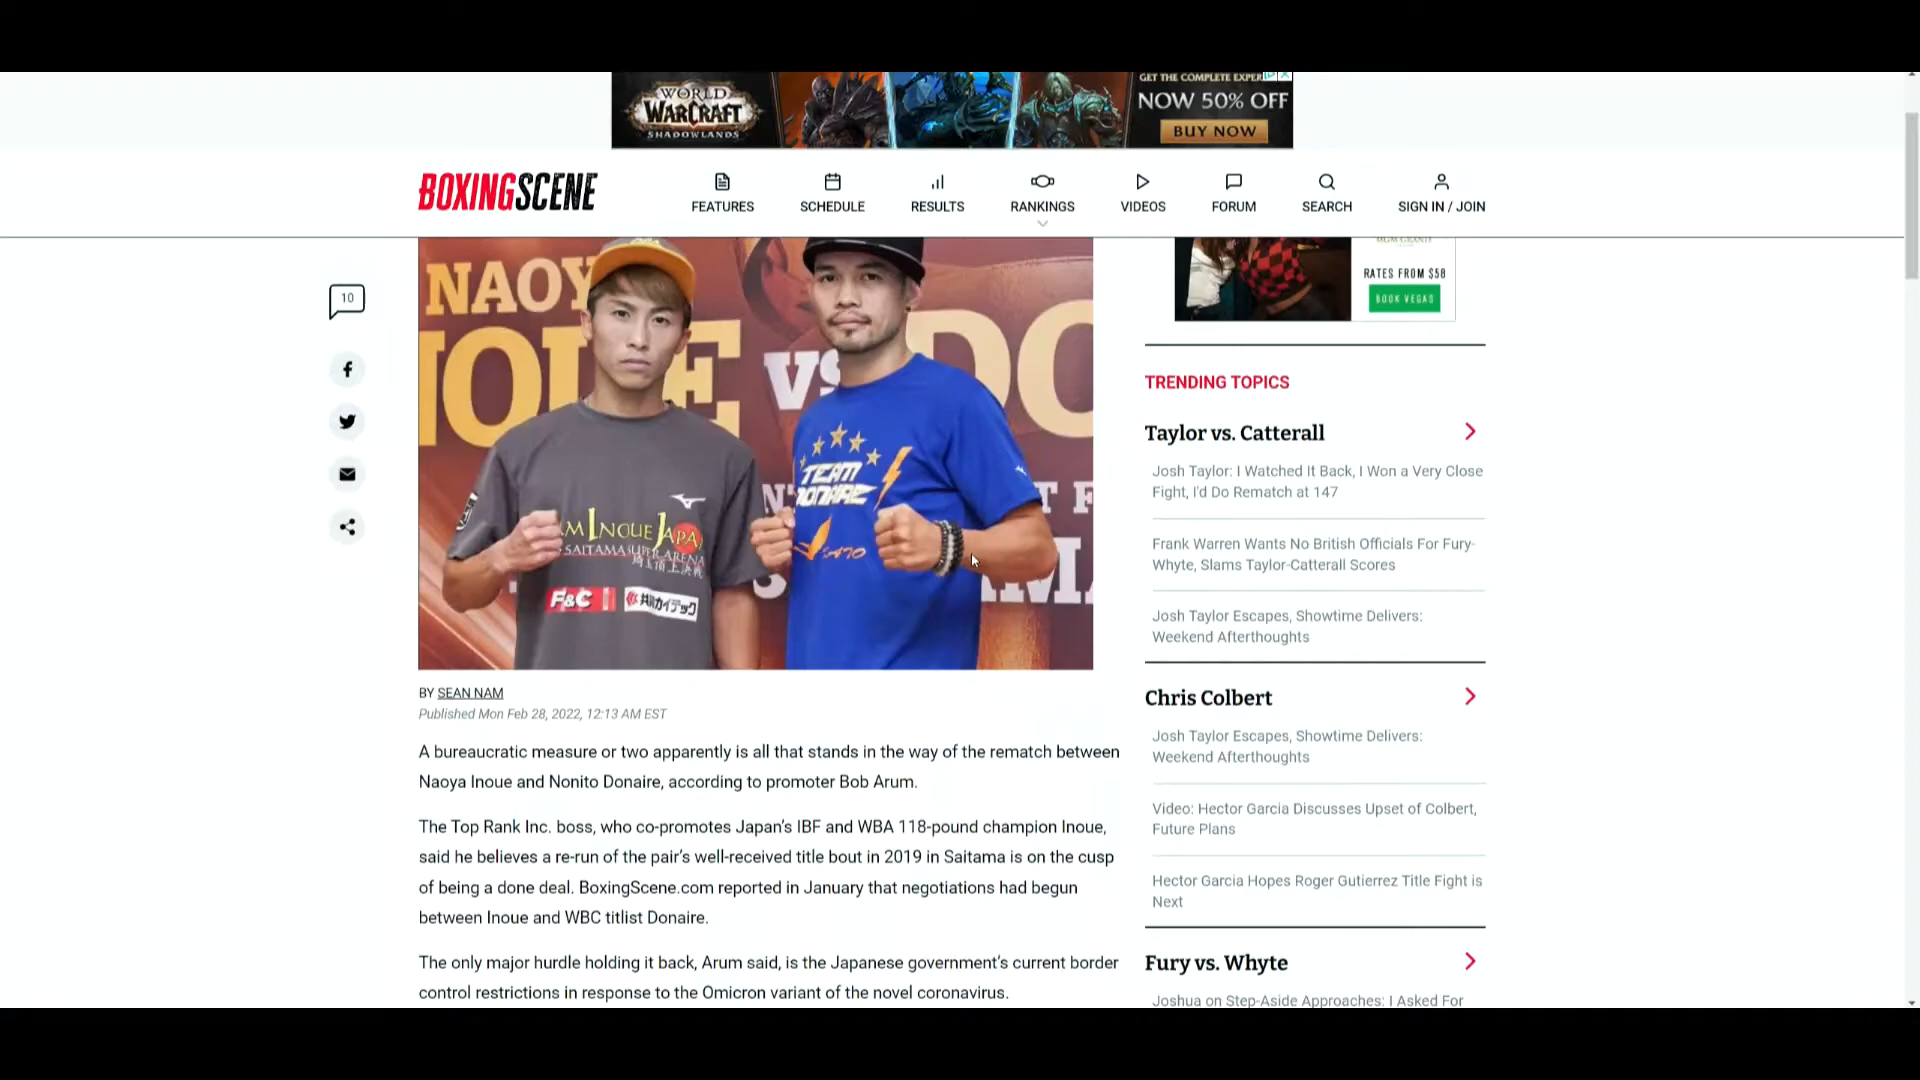 WORLD
WARCRAFT
SHADOWLANDS
NOW 50% OFF
BUY NOW
BOXINGSCENE
FEATURES
SCHEDULE
RESULTS
RANKINGS
VIDEOS
FORUM
SEARCH
SIGN IN / JOIN
10
NAOY
VS
TEAM
DONAIRE
INOUE
SAITAMA SUPER ARENA
F&C
RATES FROM $58
BOOK VEGAS
BY SEAN NAM
Published Mon Feb 28, 2022, 12:13 AM EST
A bureaucratic measure or two apparently is all that stands in the way of the rematch between
Naoya Inoue and Nonito Donaire, according to promoter Bob Arum.
The Top Rank Inc. boss, who co-promotes Japan’s IBF and WBA 118-pound champion Inoue,
said he believes a re-run of the pair’s well-received title bout in 2019 in Saitama is on the cusp
of being a done deal. BoxingScene.com reported in January that negotiations had begun
between Inoue and WBC titlist Donaire.
The only major hurdle holding it back, Arum said, is the Japanese government’s current border
control restrictions in response to the Omicron variant of the novel coronavirus.
TRENDING TOPICS
Taylor vs. Catterall
Josh Taylor: I Watched It Back, I Won a Very Close
Fight, I'd Do Rematch at 147
Frank Warren Wants No British Officials For Fury-
Whyte, Slams Taylor-Catterall Scores
Josh Taylor Escapes, Showtime Delivers:
Weekend Afterthoughts
Chris Colbert
Josh Taylor Escapes, Showtime Delivers:
Weekend Afterthoughts
Video: Hector Garcia Discusses Upset of Colbert,
Future Plans
Hector Garcia Hopes Roger Gutierrez Title Fight is
Next
Fury vs. Whyte
Joshua on Step-Aside Approaches: I Asked For